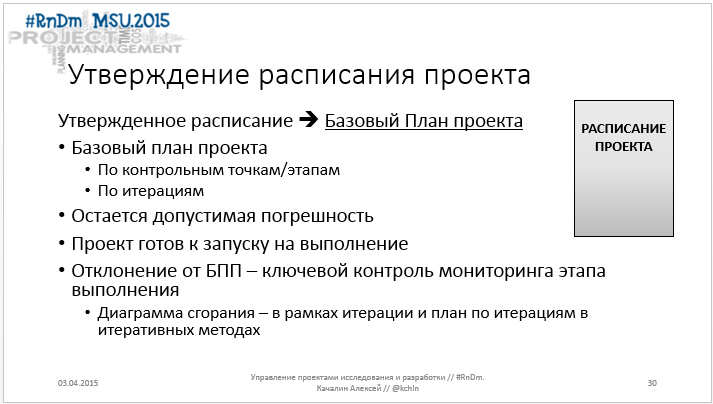 #RnDm MSU.2015
PROJECT
MANAGEMENT
PLANNING
TIME
COST
Утверждение расписания проекта
Утвержденное расписание 🡺 Базовый План проекта
• Базовый план проекта
• По контрольным точкам/этапам
• По итерациям
• Остается допустимая погрешность
• Проект готов к запуску на выполнение
• Отклонение от БПП – ключевой контроль мониторинга этапа
выполнения
• Диаграмма сгорания – в рамках итерации и план по итерациям в
итеративных методах
РАСПИСАНИЕ
ПРОЕКТА
03.04.2015
Управление проектами исследования и разработки // #RnDm.
Качалин Алексей // @kchln
30